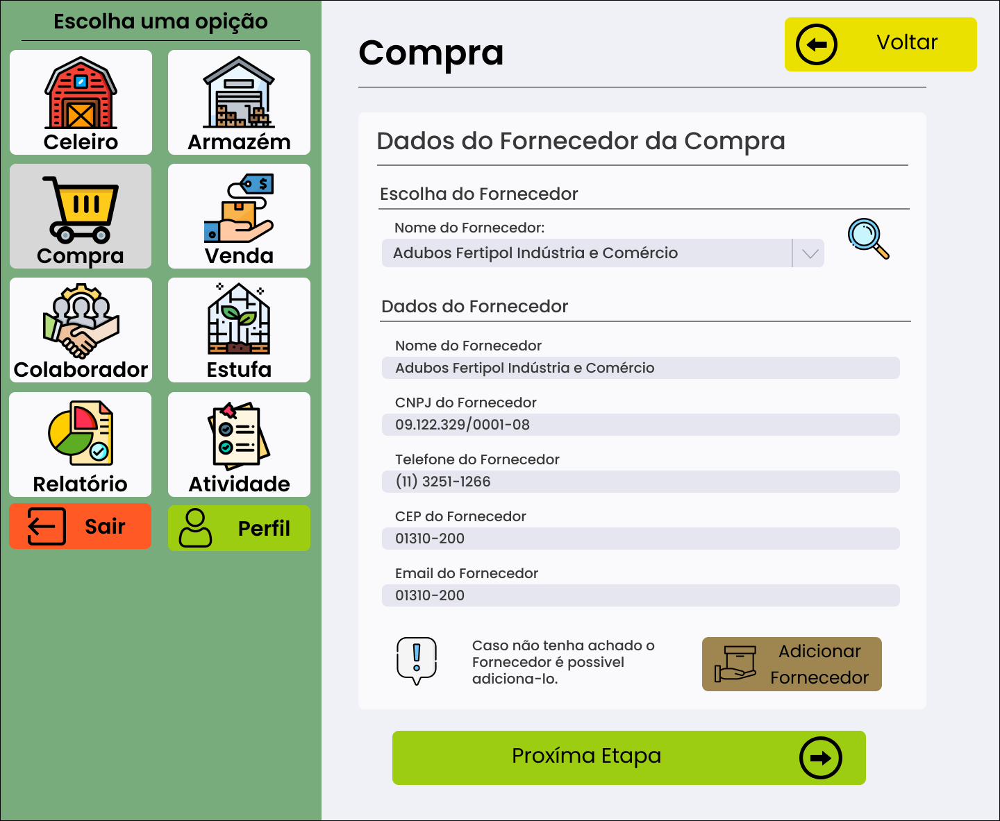 Escolha uma opição
Celeiro
Armazém
Compra
Venda
Colaborador
Estufa
Relatório
Atividade
Sair
Perfil
Compra
Voltar
Dados do Fornecedor da Compra
Escolha do Fornecedor
Nome do Fornecedor:
Adubos Fertipol Indústria e Comércio
Dados do Fornecedor
Nome do Fornecedor
Adubos Fertipol Indústria e Comércio
CNPJ do Fornecedor
09.122.329/0001-08
Telefone do Fornecedor
(11) 3251-1266
CEP do Fornecedor
01310-200
Email do Fornecedor
01310-200
Caso não tenha achado o
Fornecedor é possivel
adiciona-lo.
Adicionar
Fornecedor
Proxíma Etapa